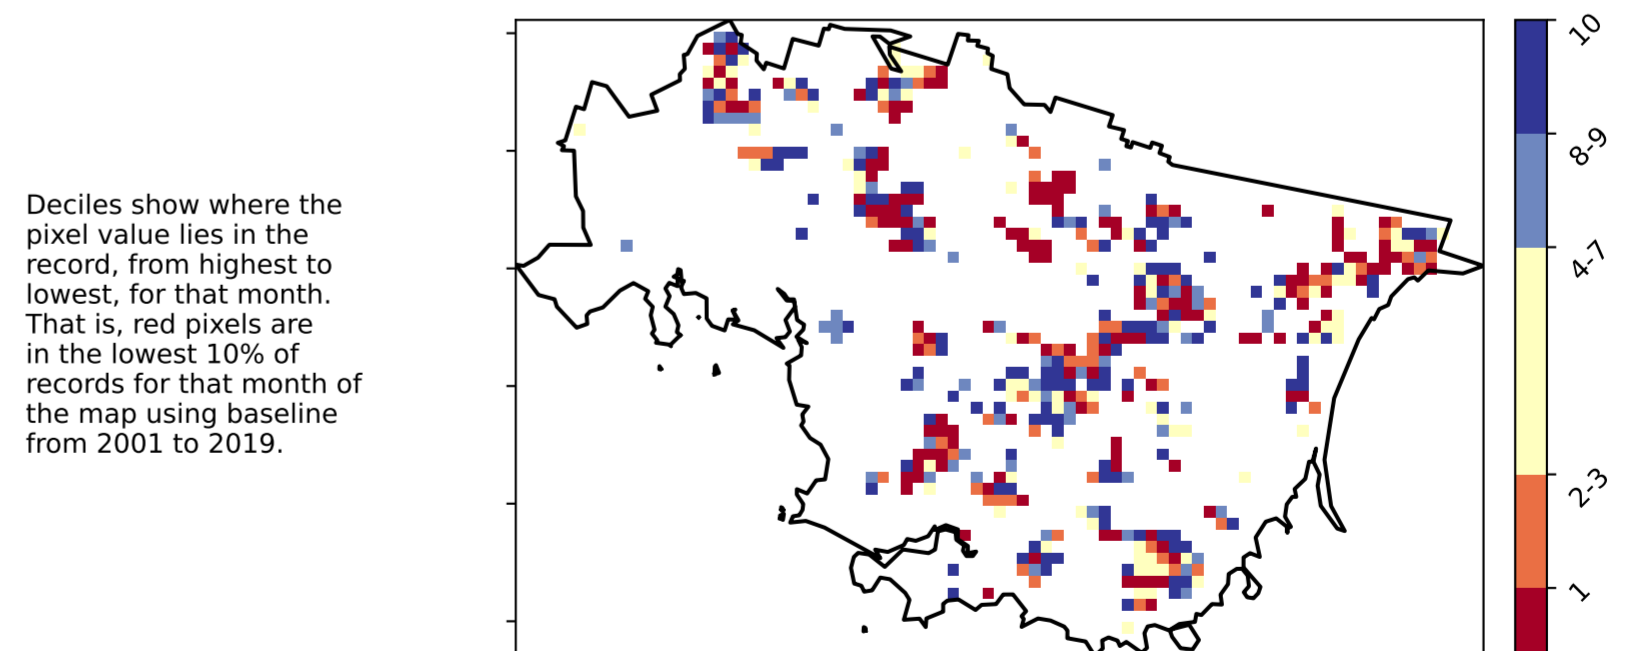 Deciles show where the
pixel value lies in the
record, from highest to
lowest, for that month.
That is, red pixels are
in the lowest 10% of
records for that month of
the map using baseline
from 2001 to 2019.
10
8-9
4-7
2-3
1